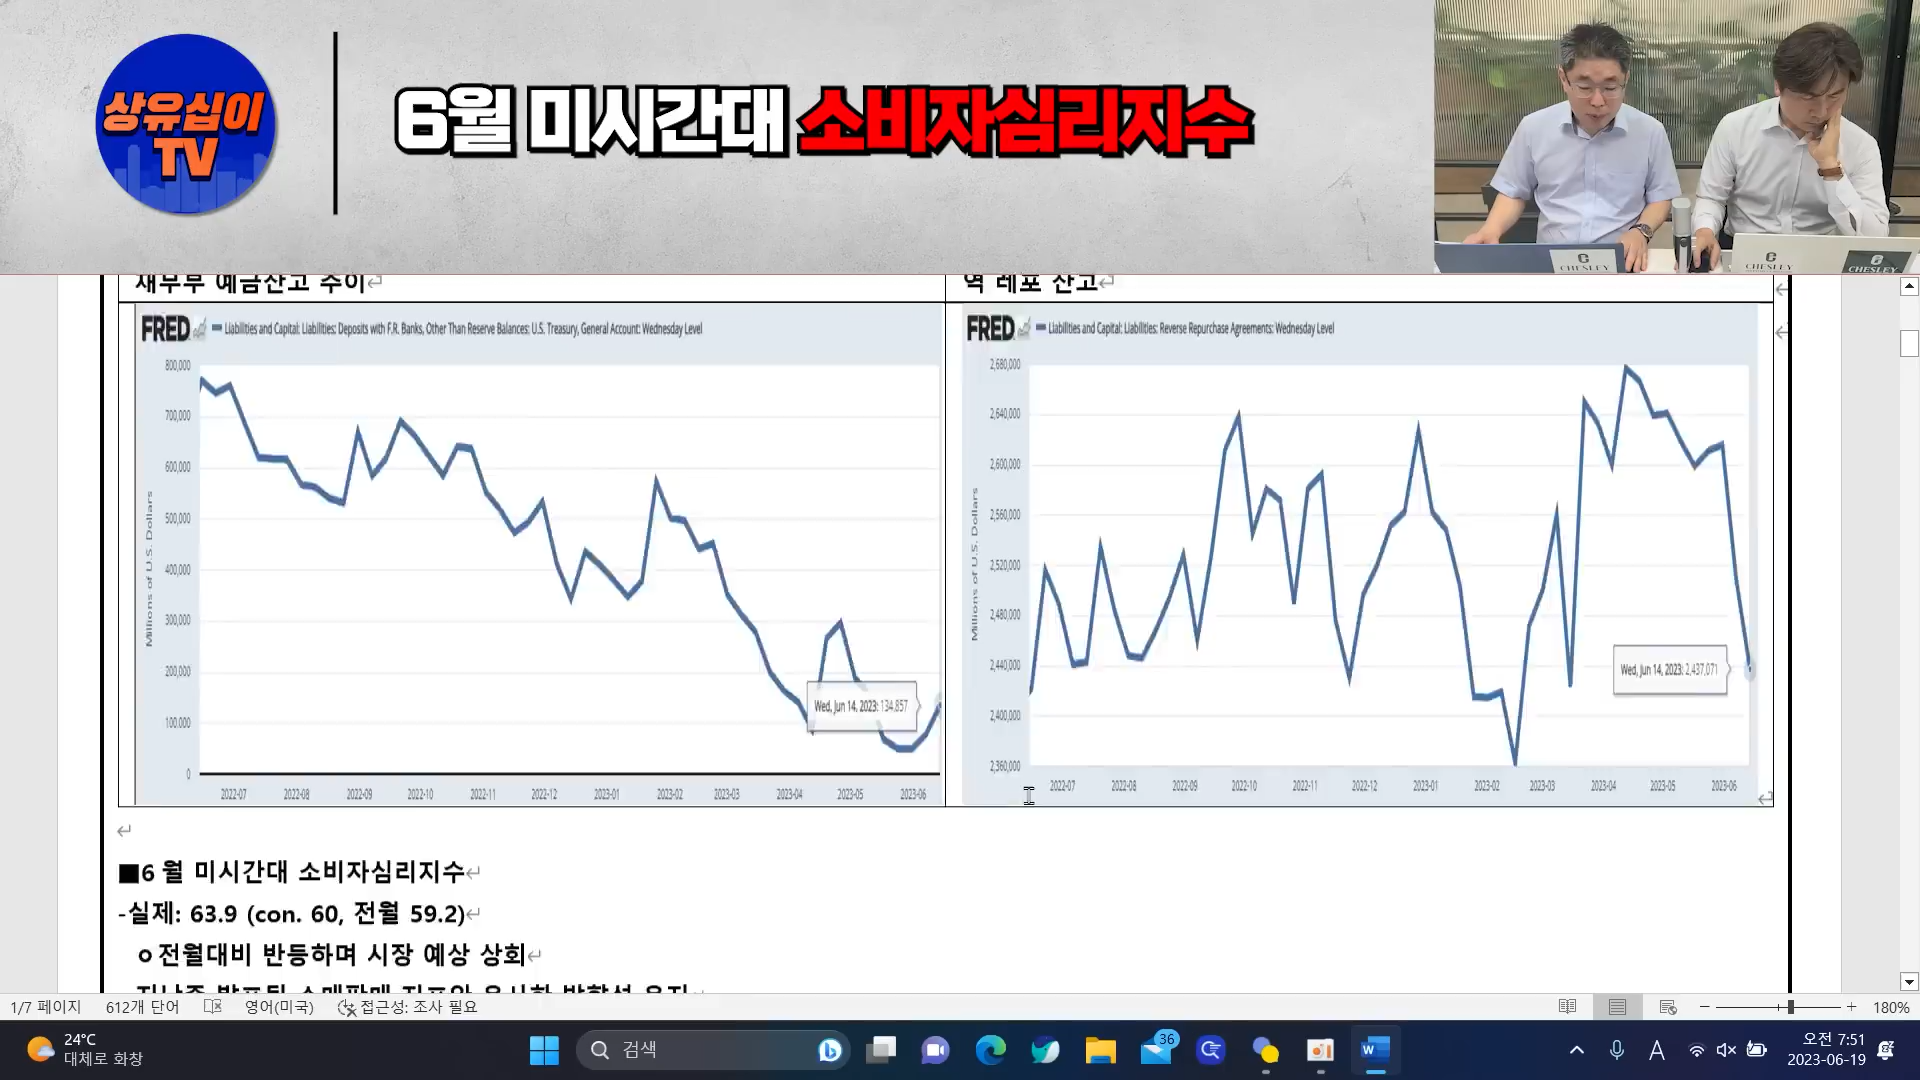 상유십이
TV
6월 미시간대 소비자심리지수
CHESLEY
CHESLEY
CHESLEY
재무부 예금잔고 추이
역 레포 잔고
FRED
Liabilities and Capital: Liabilities: Deposits with F.R. Banks, Other Than Reserve Balances: U.S. Treasury, General Account: Wednesday Level
Millions of U.S. Dollars
800,000
700,000
600,000
500,000
400,000
300,000
200,000
100,000
0
Wed, Jun 14, 2023: 134,857
2022-07 2022-08 2022-09 2022-10 2022-11 2022-12 2023-01 2023-02 2023-03 2023-04 2023-05 2023-06
FRED
Liabilities and Capital: Liabilities: Reverse Repurchase Agreements: Wednesday Level
Millions of U.S. Dollars
2,680,000
2,640,000
2,600,000
2,560,000
2,520,000
2,480,000
2,440,000
2,400,000
2,360,000
Wed, Jun 14, 2023: 2,437,071
2022-07 2022-08 2022-09 2022-10 2022-11 2022-12 2023-01 2023-02 2023-03 2023-04 2023-05 2023-06
■6 월 미시간대 소비자심리지수
-실제: 63.9 (con. 60, 전월 59.2)
ㅇ전월대비 반등하며 시장 예상 상회
1/7 페이지 612개 단어 영어(미국) 접근성: 조사 필요
180%
24°C
대체로 화창
검색
36
A
오전 7:51
2023-06-19